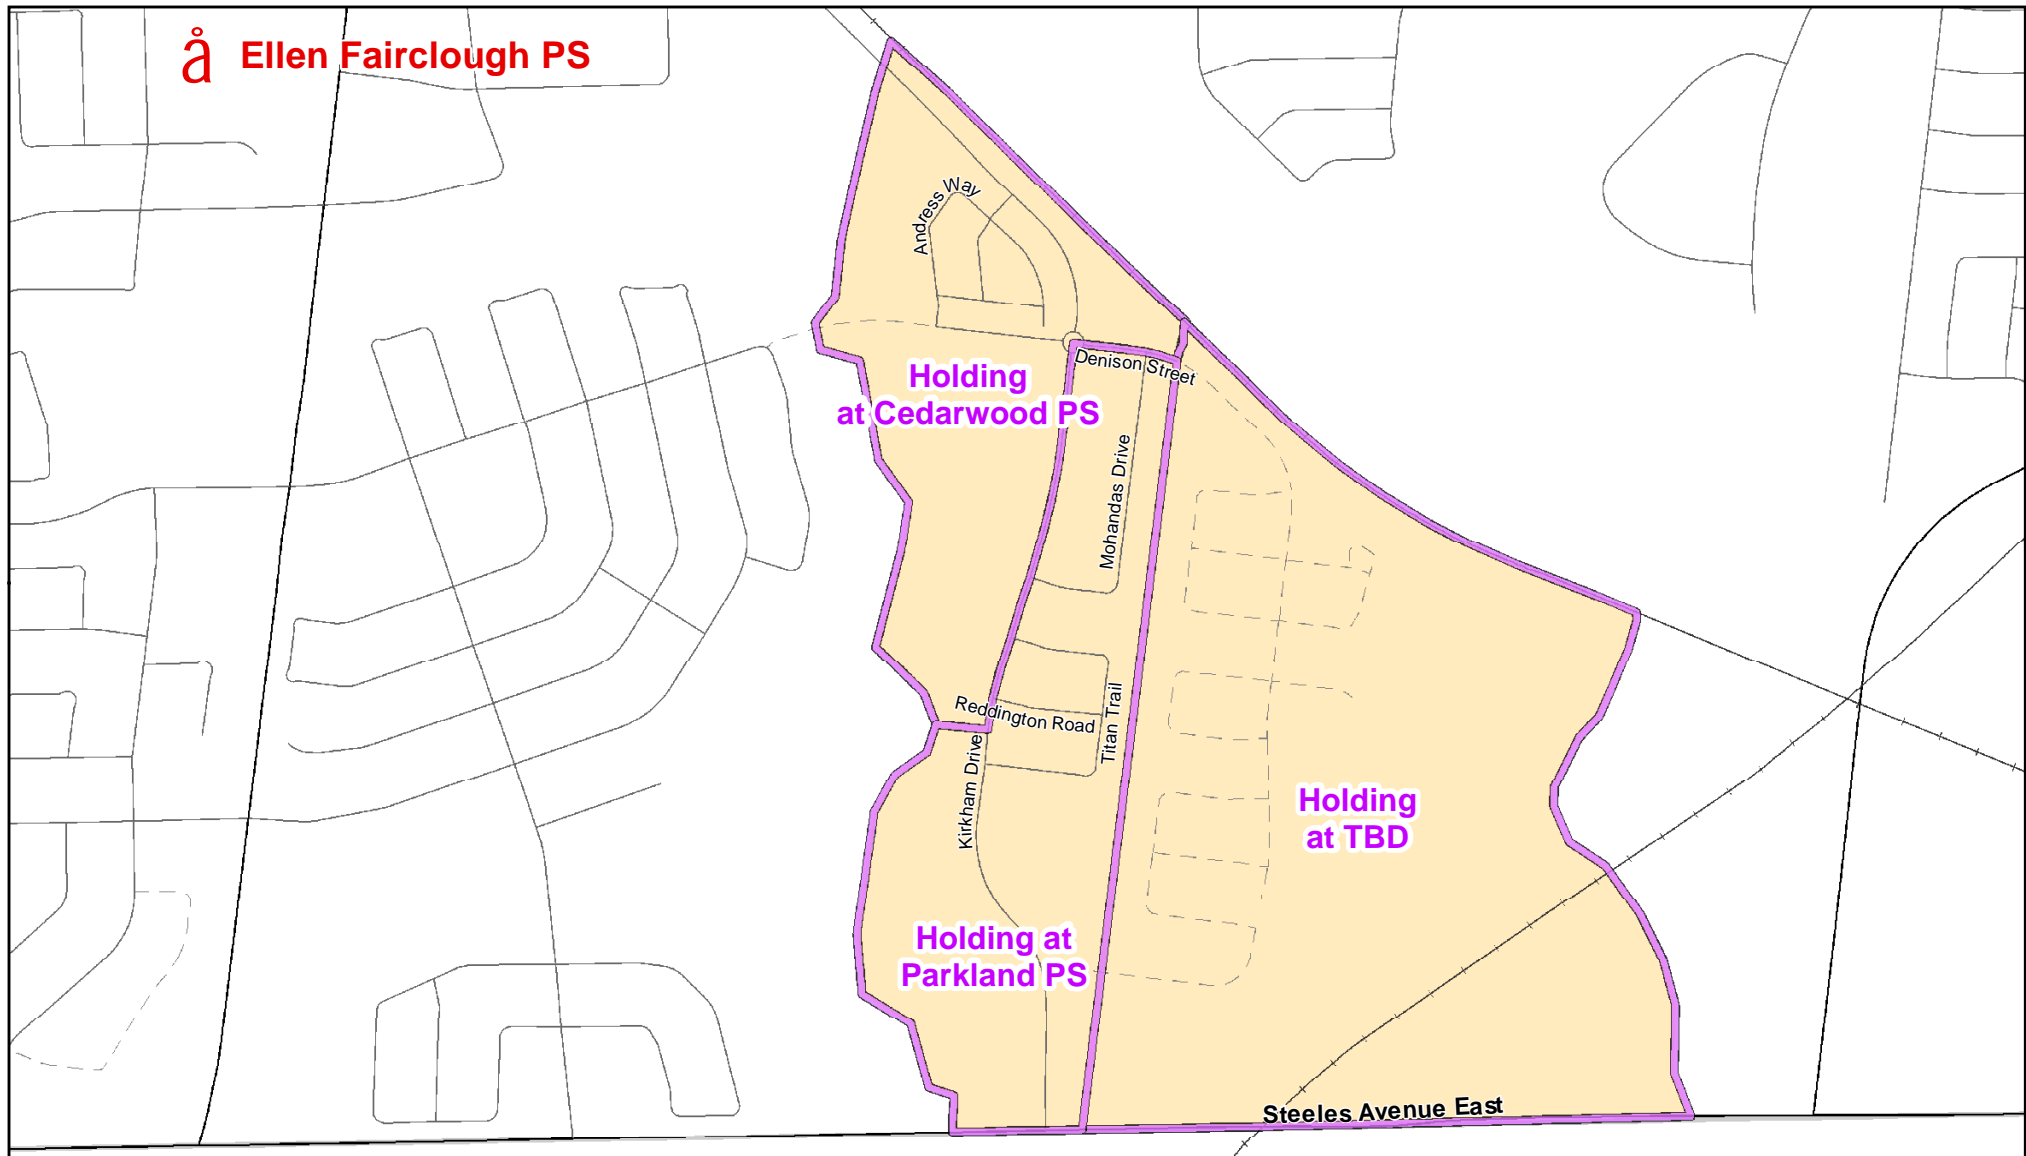 å Ellen Fairclough PS
Andress Way
Denison Street
Holding
at Cedarwood PS
Mohandas Drive
Reddington Road
Titan Trail
Kirkham Drive
Holding
at TBD
Holding at
Parkland PS
Steeles Avenue East